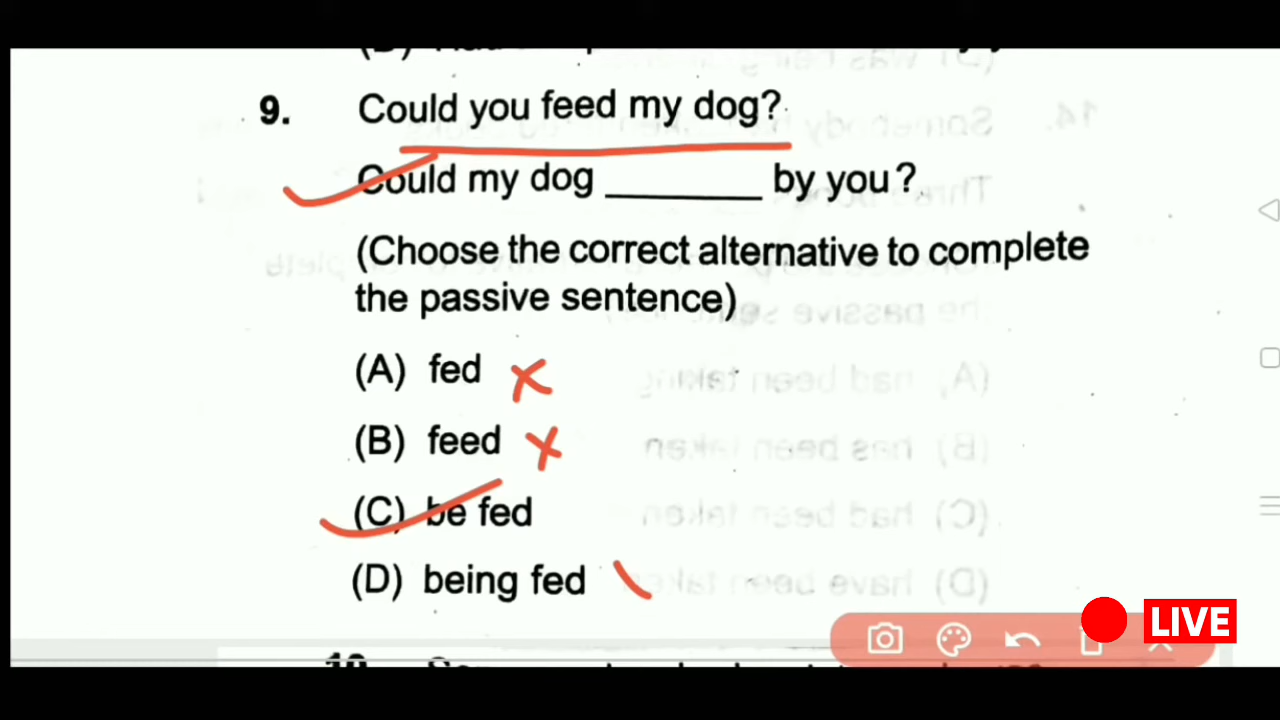 9. Could you feed my dog?
Could my dog ________ by you?
(Choose the correct alternative to complete
the passive sentence)
(A) fed
(B) feed
(C) be fed
(D) being fed
LIVE